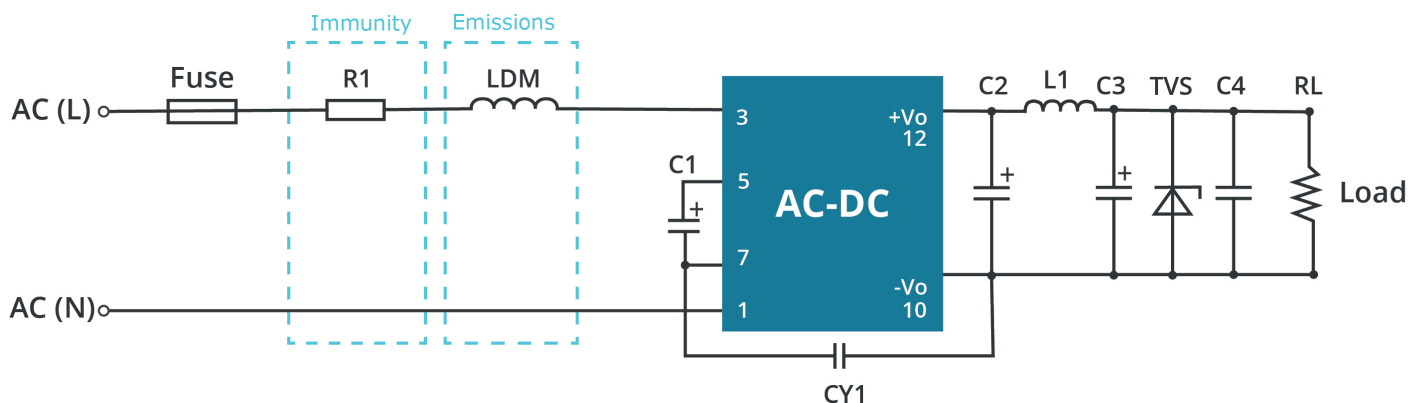 Immunity
Emissions
Fuse
R1
LDM
C2
L1
C3
TVS
C4
RL
AC (L)
3
+Vo
12
C1
+
5
+
+
AC-DC
Load
+
7
-Vo
AC (N)
1
10
CY1